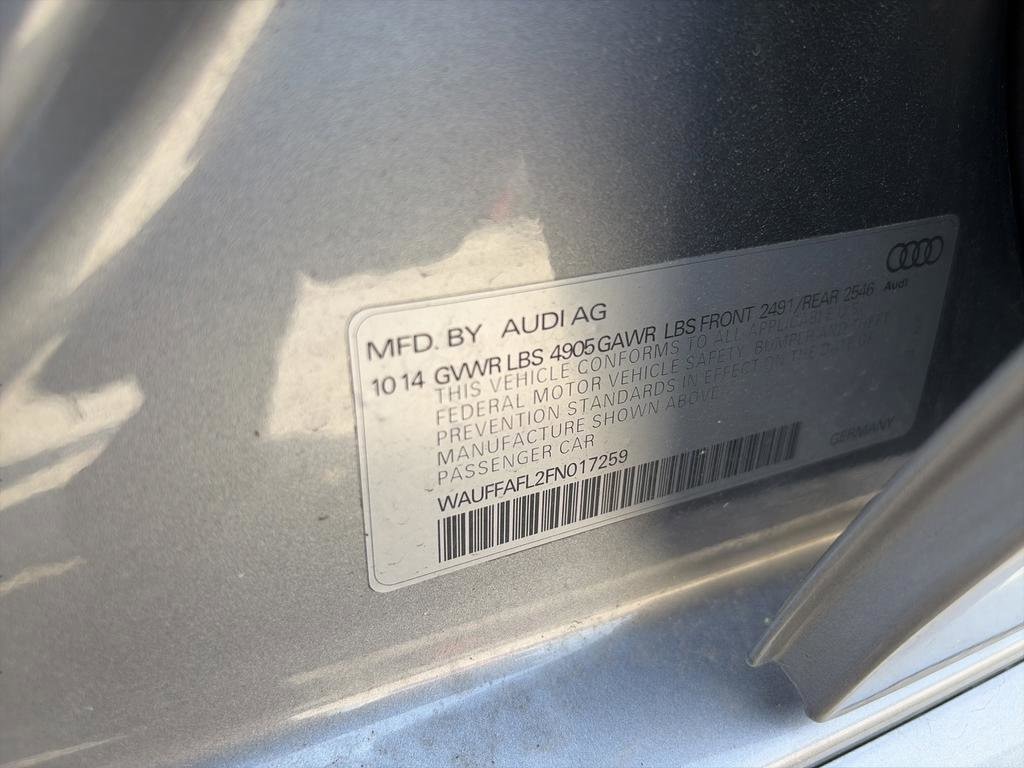 Audi
MFD. BY AUDI AG
10 14 GVWR LBS 4905 GAWR LBS FRONT 2491/REAR 2546
THIS VEHICLE CONFORMS TO ALL APPLICABLE U.S.
FEDERAL MOTOR VEHICLE SAFETY, BUMPER AND THEFT
PREVENTION STANDARDS IN EFFECT ON THE DATE OF
MANUFACTURE SHOWN ABOVE.
PASSENGER CAR
WAUFFAFL2FN017259
GERMANY